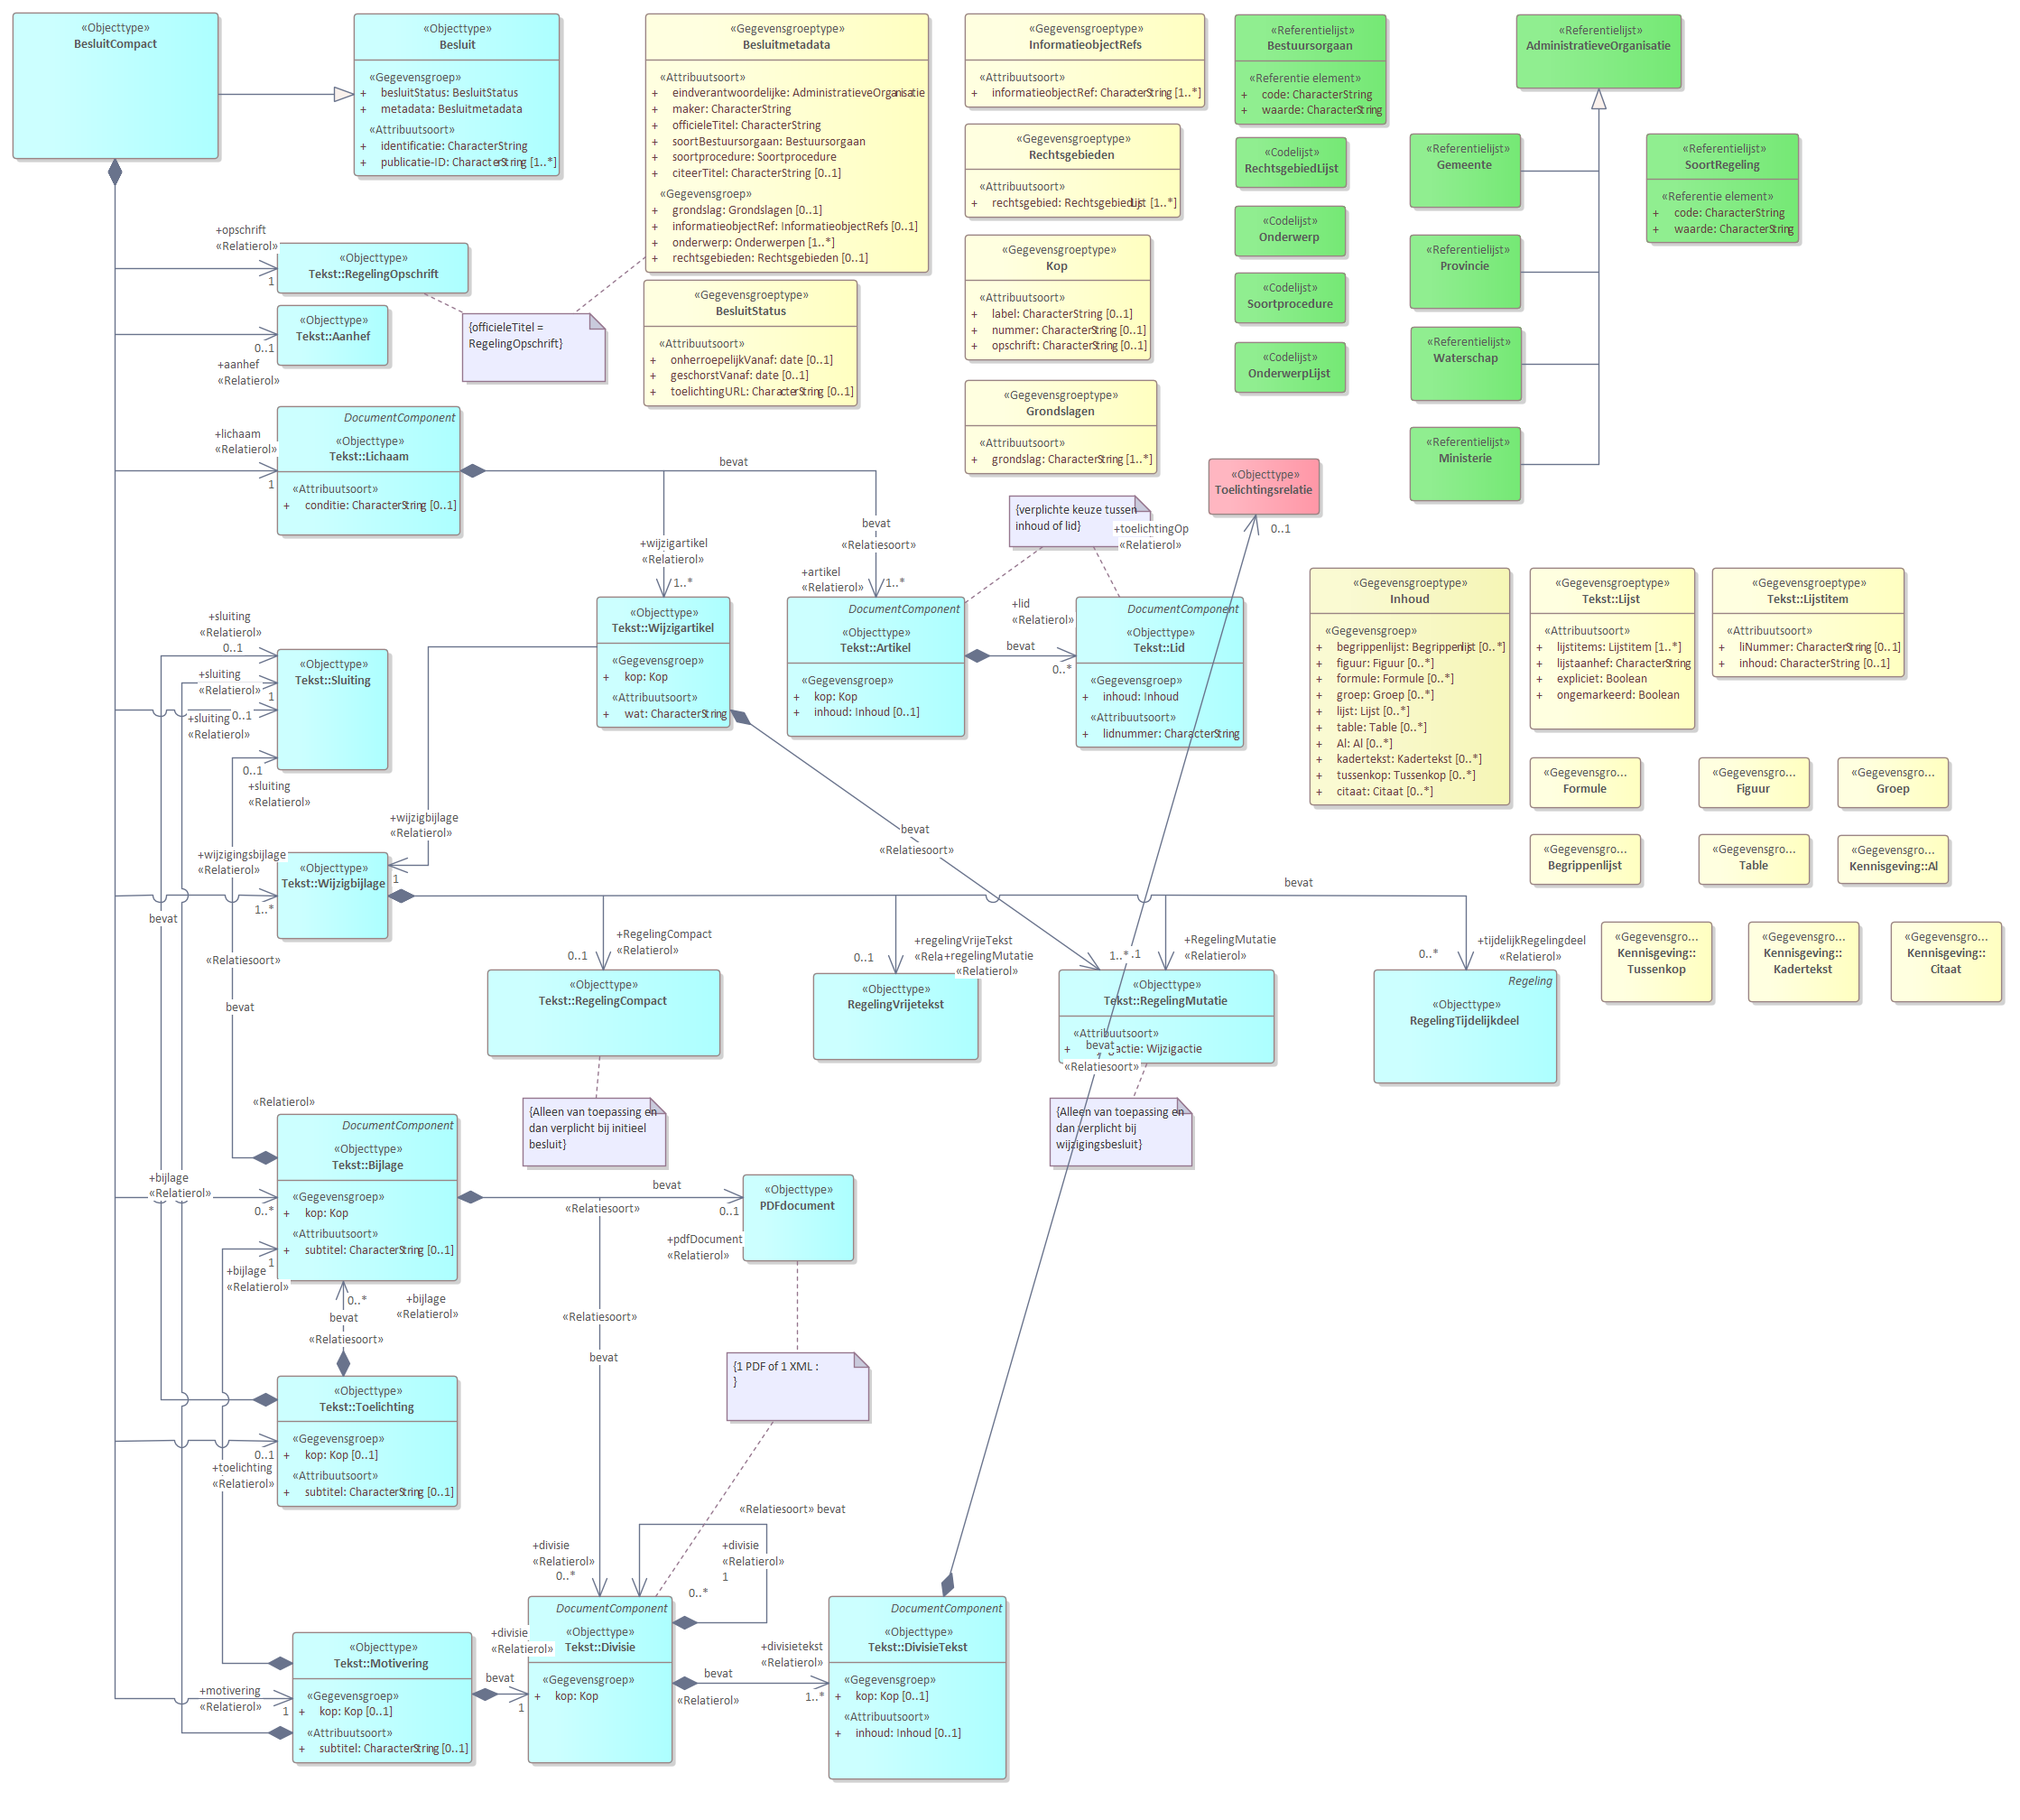 «Objecttype»
BesluitCompact
«Objecttype»
Besluit
«Gegevensgroep»
+ besluitStatus: BesluitStatus
+ metadata: Besluitmetadata
«Attribuutsoort»
+ identificatie: CharacterString
+ publicatie-ID: CharacterString [1..*]
«Gegevensgroeptype»
Besluitmetadata
«Attribuutsoort»
+ eindverantwoordelijke: AdministratieveOrganisatie
+ maker: CharacterString
+ officieleTitel: CharacterString
+ soortBestuursorgaan: Bestuursorgaan
+ soortprocedure: Soortprocedure
+ citeerTitel: CharacterString [0..1]
«Gegevensgroep»
+ grondslag: Grondslagen [0..1]
+ informatieobjectRef: InformatieobjectRefs [0..1]
+ onderwerp: Onderwerpen [1..*]
+ rechtsgebieden: Rechtsgebieden [0..1]
«Gegevensgroeptype»
BesluitStatus
«Attribuutsoort»
+ onherroepelijkVanaf: date [0..1]
+ geschorstVanaf: date [0..1]
+ toelichtingURL: CharacterString [0..1]
«Gegevensgroeptype»
InformatieobjectRefs
«Attribuutsoort»
+ informatieobjectRef: CharacterString [1..*]
«Gegevensgroeptype»
Rechtsgebieden
«Attribuutsoort»
+ rechtsgebied: RechtsgebiedLijst [1..*]
«Gegevensgroeptype»
Kop
«Attribuutsoort»
+ label: CharacterString [0..1]
+ nummer: CharacterString [0..1]
+ opschrift: CharacterString [0..1]
«Gegevensgroeptype»
Grondslagen
«Attribuutsoort»
+ grondslag: CharacterString [1..*]
«Referentielijst»
Bestuursorgaan
«Referentie element»
+ code: CharacterString
+ waarde: CharacterString
«Codelijst»
RechtsgebiedLijst
«Codelijst»
Onderwerp
«Codelijst»
Soortprocedure
«Codelijst»
OnderwerpLijst
«Referentielijst»
AdministratieveOrganisatie
«Referentielijst»
Gemeente
«Referentielijst»
Provincie
«Referentielijst»
Waterschap
«Referentielijst»
Ministerie
«Referentielijst»
SoortRegeling
«Referentie element»
+ code: CharacterString
+ waarde: CharacterString
+opschrift
«Relatierol»
1
«Objecttype»
Tekst::RegelingOpschrift
{officieleTitel =
RegelingOpschrift}
«Objecttype»
Tekst::Aanhef
0..1
+aanhef
«Relatierol»
+lichaam
«Relatierol»
1
DocumentComponent
«Objecttype»
Tekst::Lichaam
«Attribuutsoort»
+ conditie: CharacterString [0..1]
bevat
+wijzigartikel
«Relatierol»
1..*
bevat
«Relatiesoort»
+artikel
«Relatierol»
1..*
{verplichte keuze tussen
inhoud of lid}
+toelichtingOp
«Relatierol»
«Objecttype»
Toelichtingsrelatie
0..1
«Objecttype»
Tekst::Wijzigartikel
«Gegevensgroep»
+ kop: Kop
«Attribuutsoort»
+ wat: CharacterString
DocumentComponent
«Objecttype»
Tekst::Artikel
«Gegevensgroep»
+ kop: Kop
+ inhoud: Inhoud [0..1]
+lid
«Relatierol»
bevat
0..*
DocumentComponent
«Objecttype»
Tekst::Lid
«Gegevensgroep»
+ inhoud: Inhoud
«Attribuutsoort»
+ lidnummer: CharacterString
«Gegevensgroeptype»
Inhoud
«Gegevensgroep»
+ begrippenlijst: Begrippenlijst [0..*]
+ figuur: Figuur [0..*]
+ formule: Formule [0..*]
+ groep: Groep [0..*]
+ lijst: Lijst [0..*]
+ table: Table [0..*]
+ Al: Al [0..*]
+ kadertekst: Kadertekst [0..*]
+ tussenkop: Tussenkop [0..*]
+ citaat: Citaat [0..*]
«Gegevensgroeptype»
Tekst::Lijst
«Attribuutsoort»
+ lijstitems: Lijstitem [1..*]
+ lijstaanhef: CharacterString
+ expliciet: Boolean
+ ongemarkeerd: Boolean
«Gegevensgroeptype»
Tekst::Lijstitem
«Attribuutsoort»
+ liNummer: CharacterString [0..1]
+ inhoud: CharacterString [0..1]
«Gegevensgro...
Formule
«Gegevensgro...
Figuur
«Gegevensgro...
Groep
«Gegevensgro...
Begrippenlijst
«Gegevensgro...
Table
«Gegevensgro...
Kennisgeving::Al
«Gegevensgro...
Kennisgeving::
Tussenkop
«Gegevensgro...
Kennisgeving::
Kadertekst
«Gegevensgro...
Kennisgeving::
Citaat
+sluiting
«Relatierol»
0..1
+sluiting
«Relatierol»
1
+sluiting
0..1
«Relatierol»
0..1
+sluiting
«Relatierol»
«Objecttype»
Tekst::Sluiting
+wijzigbijlage
«Relatierol»
1
+wijzigingsbijlage
«Relatierol»
1..*
«Objecttype»
Tekst::Wijzigbijlage
bevat
«Relatiesoort»
bevat
bevat
«Relatiesoort»
bevat
+RegelingCompact
«Relatierol»
0..1
«Objecttype»
Tekst::RegelingCompact
+regelingVrijeTekst
«Rela+regelingMutatie
«Relatierol»
0..1
«Objecttype»
RegelingVrijetekst
+RegelingMutatie
«Relatierol»
1..* .1
«Objecttype»
Tekst::RegelingMutatie
«Attribuutsoort»
+ actie: Wijzigactie
bevat
«Relatiesoort»
+tijdelijkRegelingdeel
«Relatierol»
0..*
Regeling
«Objecttype»
RegelingTijdelijkdeel
{Alleen van toepassing en
dan verplicht bij initieel
besluit}
{Alleen van toepassing en
dan verplicht bij
wijzigingsbesluit}
«Relatierol»
DocumentComponent
«Objecttype»
Tekst::Bijlage
«Gegevensgroep»
+ kop: Kop
«Attribuutsoort»
+ subtitel: CharacterString [0..1]
+bijlage
«Relatierol»
0..*
1
+bijlage
«Relatierol»
0..*
bevat
«Relatiesoort»
+bijlage
«Relatierol»
bevat
«Relatiesoort»
0..1
«Objecttype»
PDFdocument
+pdfDocument
«Relatierol»
«Relatiesoort»
bevat
{1 PDF of 1 XML :
}
«Objecttype»
Tekst::Toelichting
«Gegevensgroep»
+ kop: Kop [0..1]
«Attribuutsoort»
+ subtitel: CharacterString [0..1]
0..1
+toelichting
«Relatierol»
«Relatiesoort» bevat
+divisie
«Relatierol»
0..*
+divisie
«Relatierol»
1
0..*
+motivering
«Relatierol»
1
«Objecttype»
Tekst::Motivering
«Gegevensgroep»
+ kop: Kop [0..1]
«Attribuutsoort»
+ subtitel: CharacterString [0..1]
+divisie
«Relatierol»
bevat
1
DocumentComponent
«Objecttype»
Tekst::Divisie
«Gegevensgroep»
+ kop: Kop
+divisietekst
«Relatierol»
bevat
«Relatierol»
1..*
DocumentComponent
«Objecttype»
Tekst::DivisieTekst
«Gegevensgroep»
+ kop: Kop [0..1]
«Attribuutsoort»
+ inhoud: Inhoud [0..1]